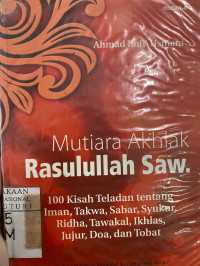 Ahmad Rofi' Usmani
Mutiara Akhlak
Rasulullah Saw.
100 Kisah Teladan tentang
Iman, Takwa, Sabar, Syukur,
Ridha, Tawakal, Ikhlas,
Jujur, Doa, dan Tobat